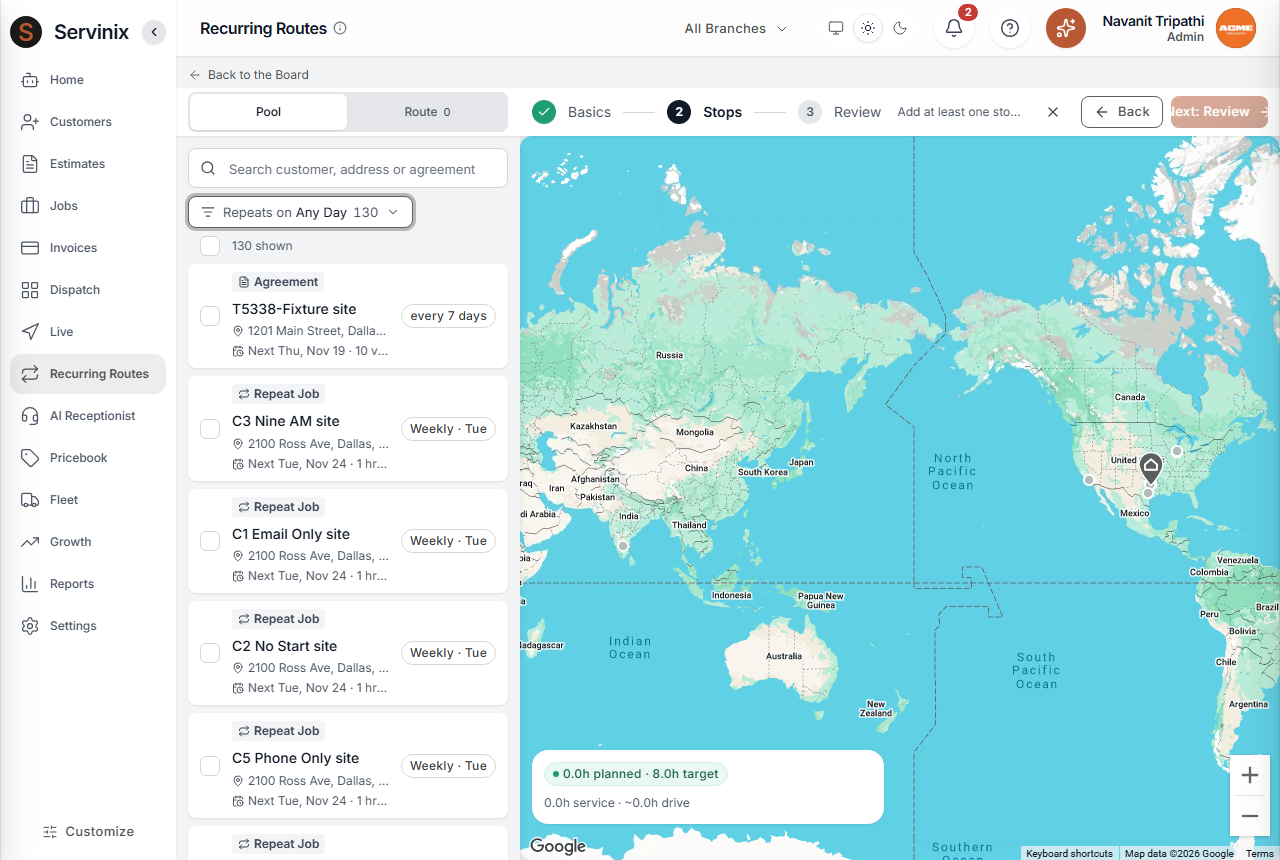 S Servinix
Recurring Routes
All Branches
2
Navanit Tripathi
Admin
ACME
Home
Customers
Estimates
Jobs
Invoices
Dispatch
Live
Recurring Routes
AI Receptionist
Pricebook
Fleet
Growth
Reports
Settings
Customize
Back to the Board
Pool
Route 0
Basics
2 Stops
3 Review
Add at least one sto...
Back
ext: Review
Search customer, address or agreement
Repeats on Any Day 130
130 shown
Agreement
T5338-Fixture site
1201 Main Street, Dalla...
Next Thu, Nov 19 · 10 v...
every 7 days
Repeat Job
C3 Nine AM site
2100 Ross Ave, Dallas, ...
Next Tue, Nov 24 · 1 hr...
Weekly · Tue
Repeat Job
C1 Email Only site
2100 Ross Ave, Dallas, ...
Next Tue, Nov 24 · 1 hr...
Weekly · Tue
Repeat Job
C2 No Start site
2100 Ross Ave, Dallas, ...
Next Tue, Nov 24 · 1 hr...
Weekly · Tue
Repeat Job
C5 Phone Only site
2100 Ross Ave, Dallas, ...
Next Tue, Nov 24 · 1 hr...
Weekly · Tue
Repeat Job
Russia
Canada
Kazakhstan
Mongolia
North
Pacific
Ocean
United
China
Japan
South Korea
Afghanistan
raq
Iran
Pakistan
di Arabia
India
Thailand
Mexico
Venezuela
Colombia
Indonesia
Papua New
Guinea
Peru
Brazil
Bolivia
Indian
Ocean
ladagascar
Australia
South
Pacific
Ocean
Chile
New
Zealand
Argentina
0.0h planned · 8.0h target
0.0h service · ~0.0h drive
Google
Southern
Keyboard shortcuts
Map data ©2026 Google
Terms